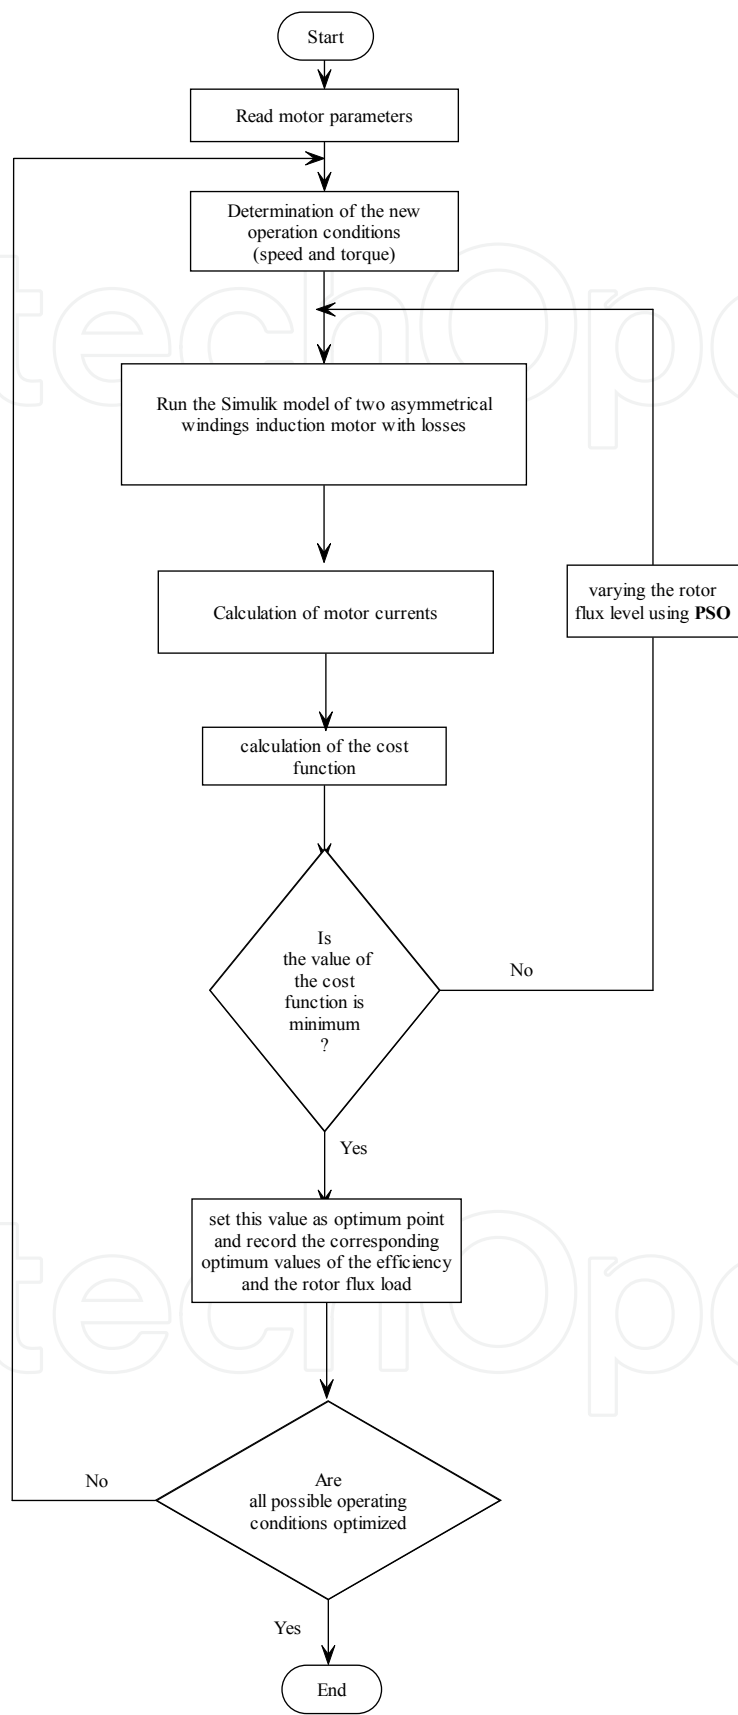 Start
Read motor parameters
Determination of the new
operation conditions
(speed and torque)
Run the Simulik model of two asymmetrical
windings induction motor with losses
varying the rotor
flux level using PSO
Calculation of motor currents
calculation of the cost
function
Is
the value of
the cost
function is
minimum
?
No
Yes
set this value as optimum point
and record the corresponding
optimum values of the efficiency
and the rotor flux load
Are
all possible operating
conditions optimized
No
Yes
End